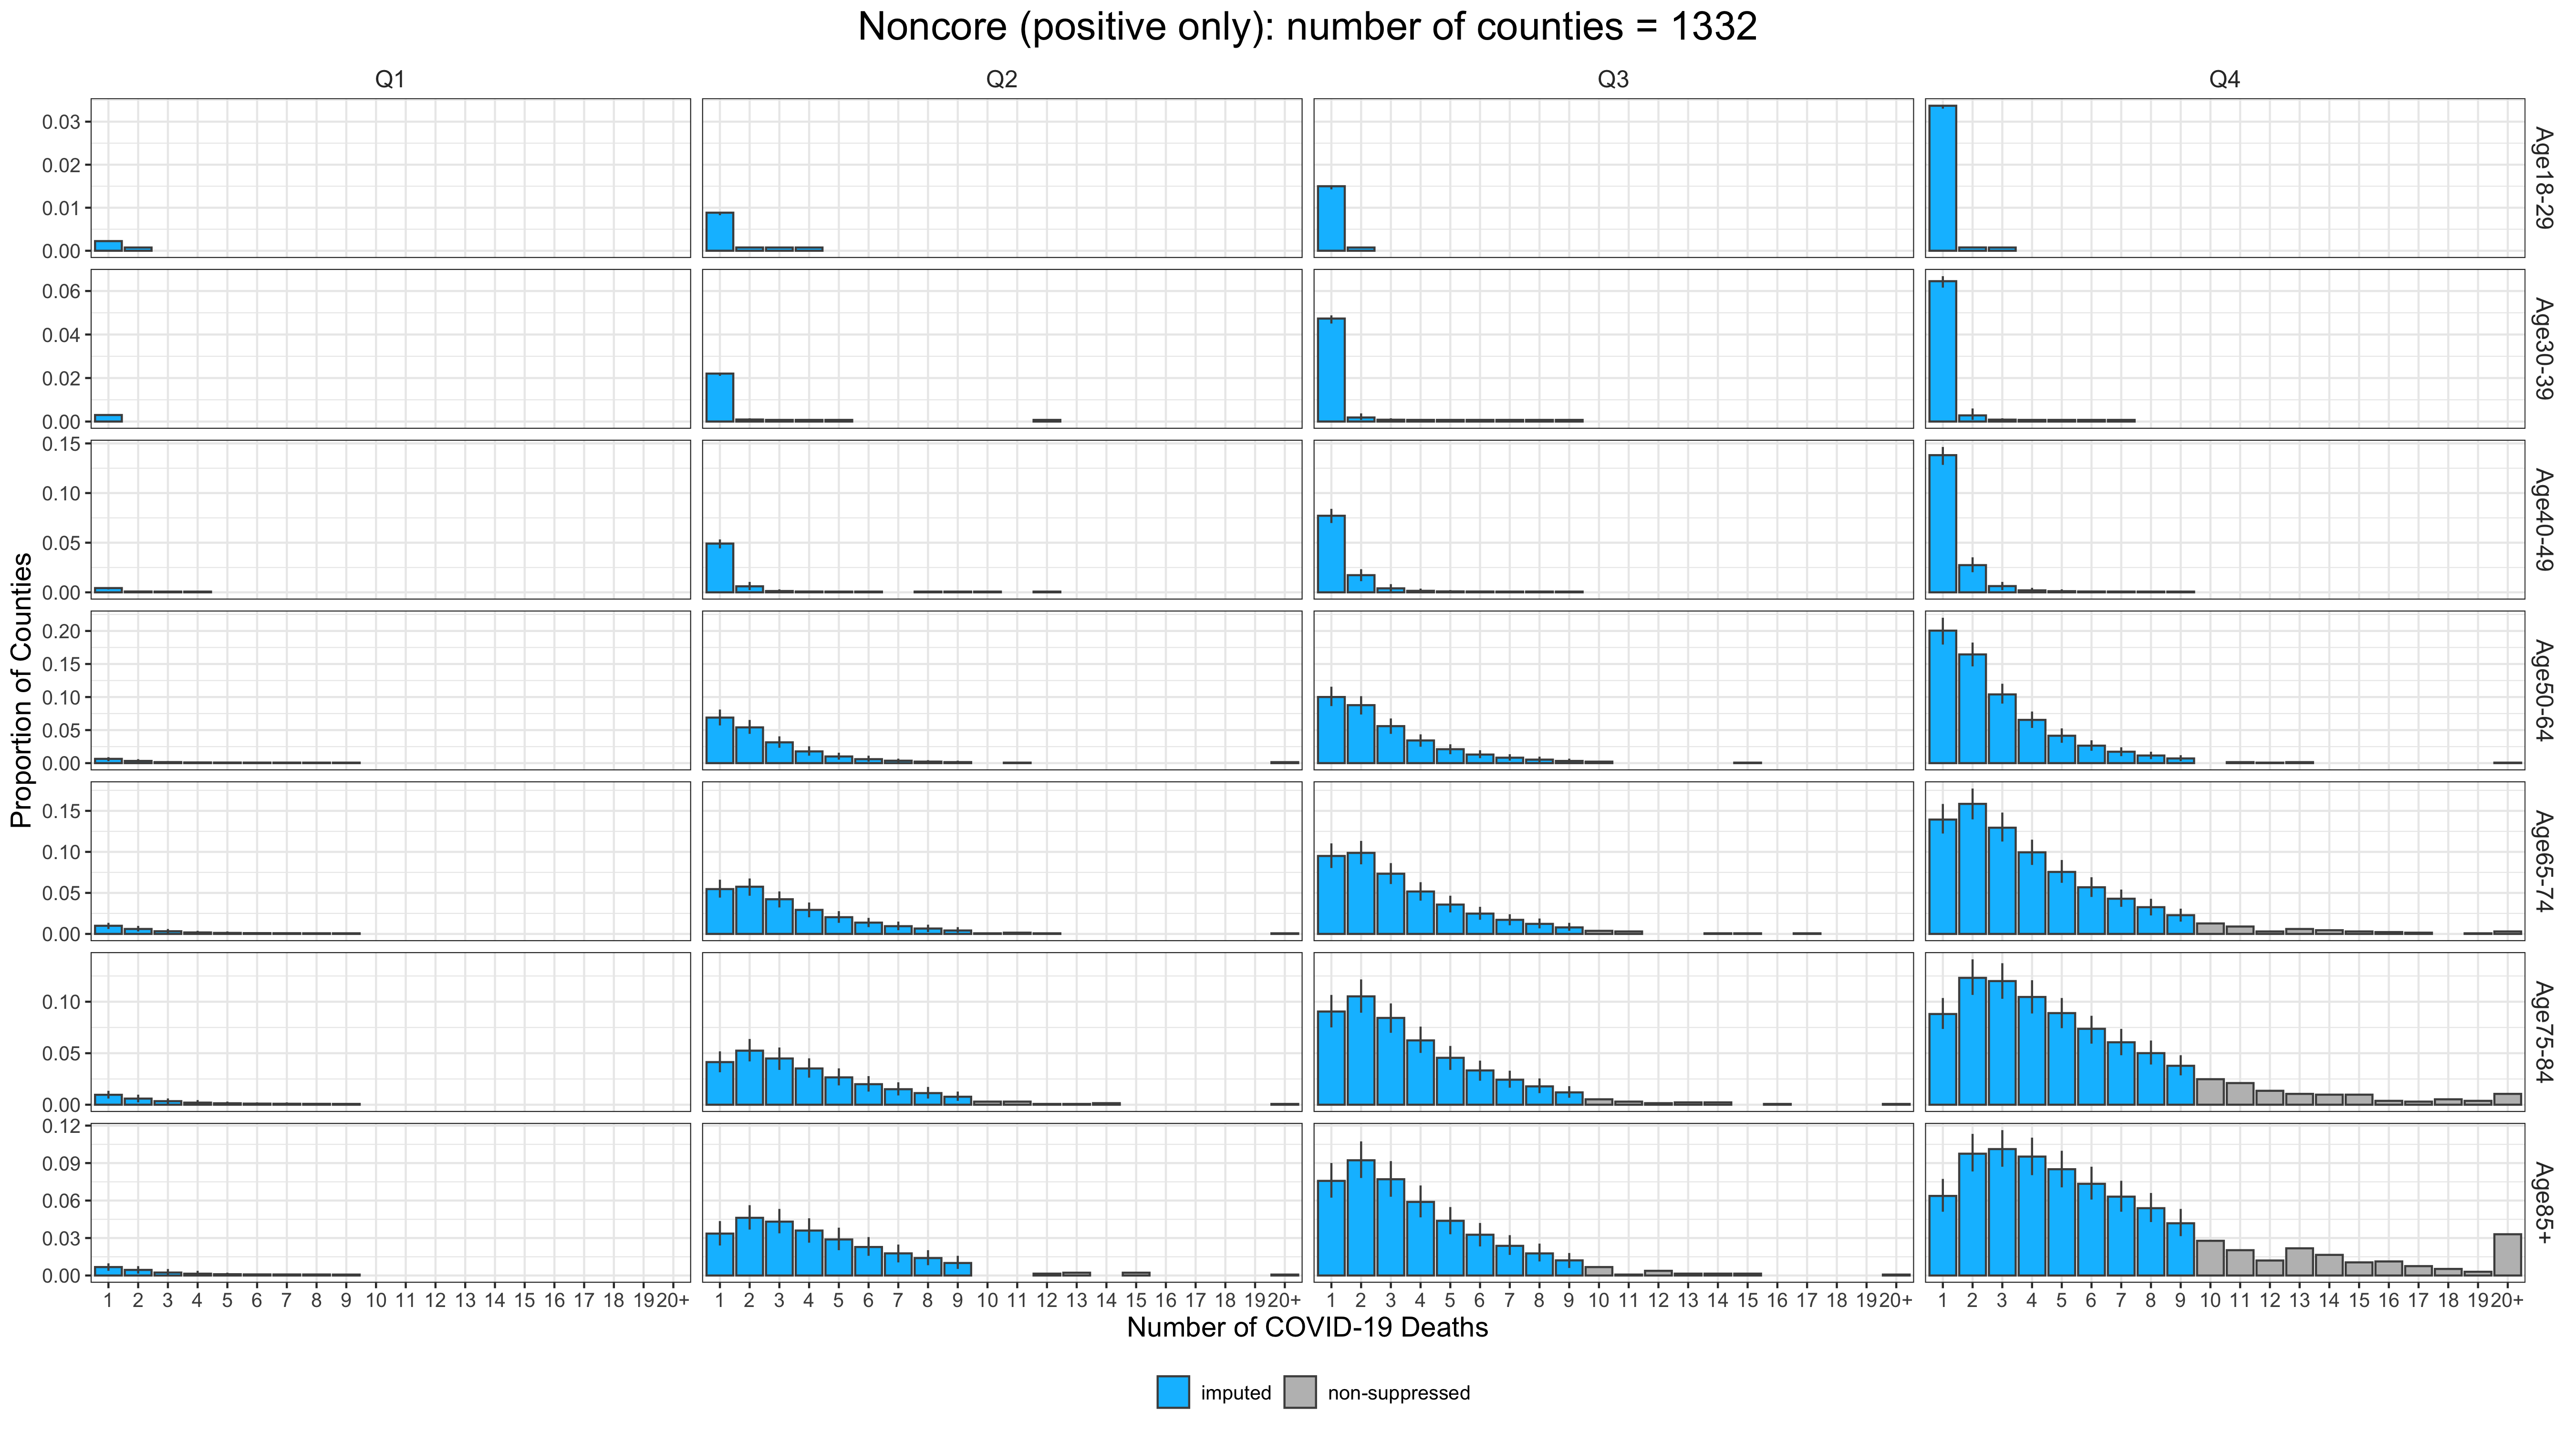 Noncore (positive only): number of counties = 1332
Q1 Q2 Q3 Q4
0.03
0.02
0.01
0.00
Age18-29
0.06
0.04
0.02
0.00
Age30-39
0.15
0.10
0.05
0.00
Age40-49
0.20
0.15
0.10
0.05
0.00
Age50-64
0.15
0.10
0.05
0.00
Age65-74
0.10
0.05
0.00
Age75-84
0.12
0.09
0.06
0.03
0.00
Age85+
Proportion of Counties
1 2 3 4 5 6 7 8 9 10 11 12 13 14 15 16 17 18 19 20+ 1 2 3 4 5 6 7 8 9 10 11 12 13 14 15 16 17 18 19 20+ 1 2 3 4 5 6 7 8 9 10 11 12 13 14 15 16 17 18 19 20+ 1 2 3 4 5 6 7 8 9 10 11 12 13 14 15 16 17 18 19 20+
Number of COVID-19 Deaths
imputed non-suppressed